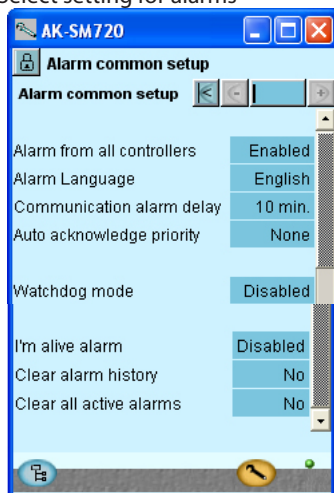 Select setting for alarms
AK-SM720
Alarm common setup
Alarm common setup
Alarm from all controllers Enabled
Alarm Language English
Communication alarm delay 10 min.
Auto acknowledge priority None
Watchdog mode Disabled
I'm alive alarm Disabled
Clear alarm history No
Clear all active alarms No